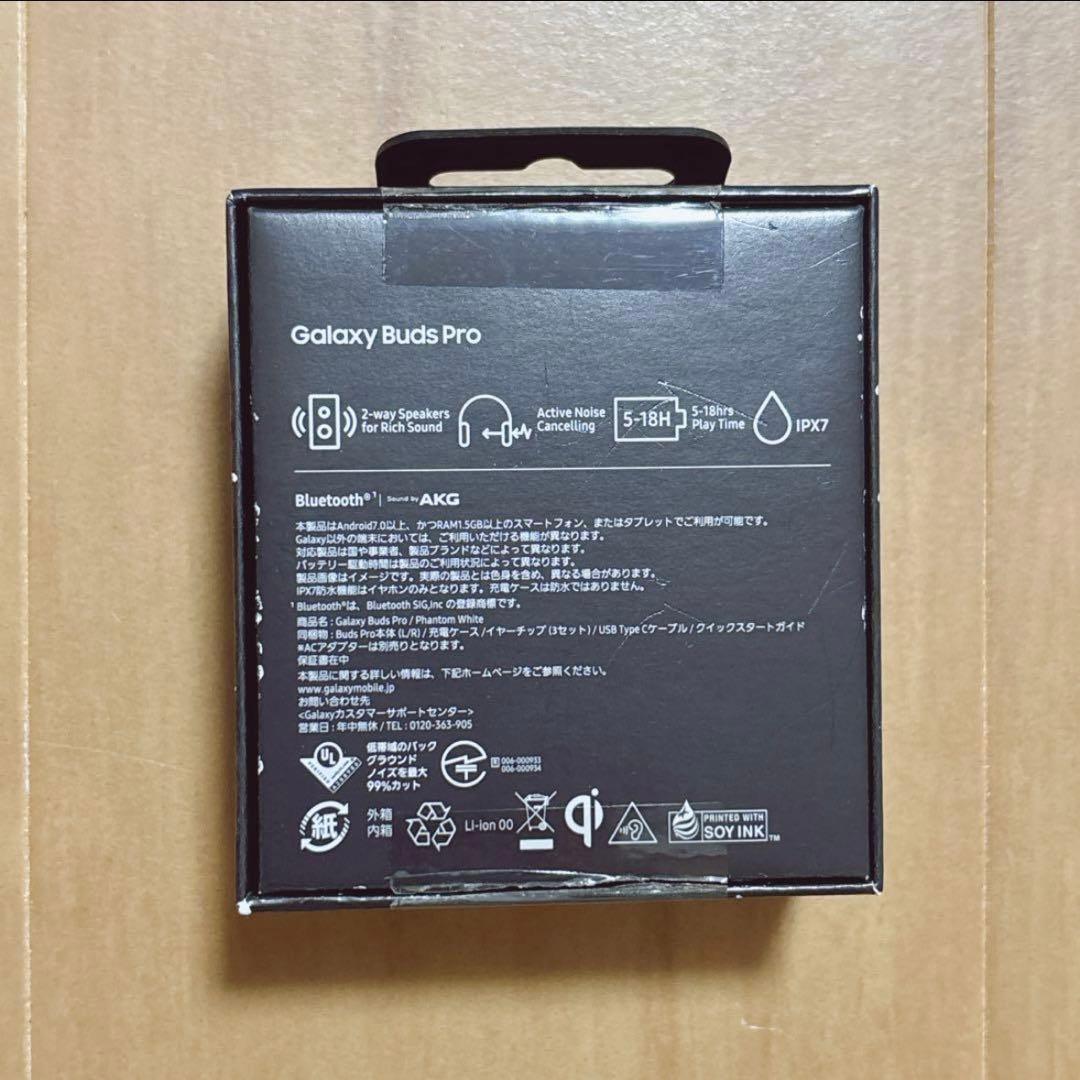 Galaxy Buds Pro
2-way Speakers
for Rich Sound
Active Noise
Cancelling
5-18H
5-18hrs
Play Time
IPX7
Bluetooth®¹ | Sound by AKG
本製品はAndroid7.0以上、かつRAM1.5GB以上のスマートフォン、またはタブレットでご利用が可能です。
Galaxy以外の端末においては、ご利用いただける機能が異なります。
対応製品は国や事業者、製品ブランドなどによって異なります。
バッテリー駆動時間は製品のご利用状況によって異なります。
製品画像はイメージです。実際の製品とは色身を含め、異なる場合があります。
IPX7防水機能はイヤホンのみとなります。充電ケースは防水ではありません。
¹ Bluetooth®は、Bluetooth SIG,Inc の登録商標です。
商品名 : Galaxy Buds Pro / Phantom White
同梱物 : Buds Pro本体 (L/R) / 充電ケース / イヤーチップ (3セット) / USB Type Cケーブル / クイックスタートガイド
※ACアダプターは別売りとなります。
保証書在中
本製品に関する詳しい情報は、下記ホームページをご参照ください。
www.galaxymobile.jp
お問い合わせ先
<Galaxyカスタマーサポートセンター>
営業日 : 年中無休 / TEL : 0120-363-905
UL
VERIFIED
低帯域のバック
グラウンド
ノイズを最大
99%カット
R 006-000933
006-000934
紙
外箱
内箱
Li-ion 00
qi
PRINTED WITH
SOY INK™